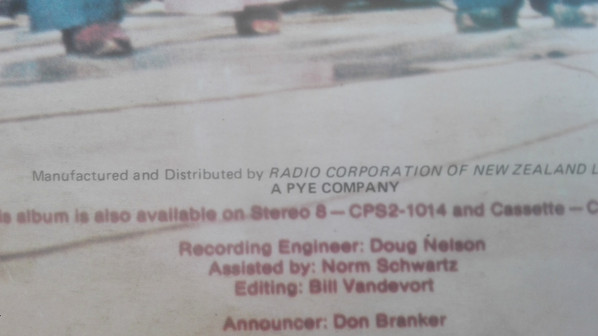 Manufactured and Distributed by RADIO CORPORATION OF NEW ZEALAND L
A PYE COMPANY
is album is also available on Stereo 8 – CPS2-1014 and Cassette – C
Recording Engineer: Doug Nelson
Assisted by: Norm Schwartz
Editing: Bill Vandevort
Announcer: Don Branker